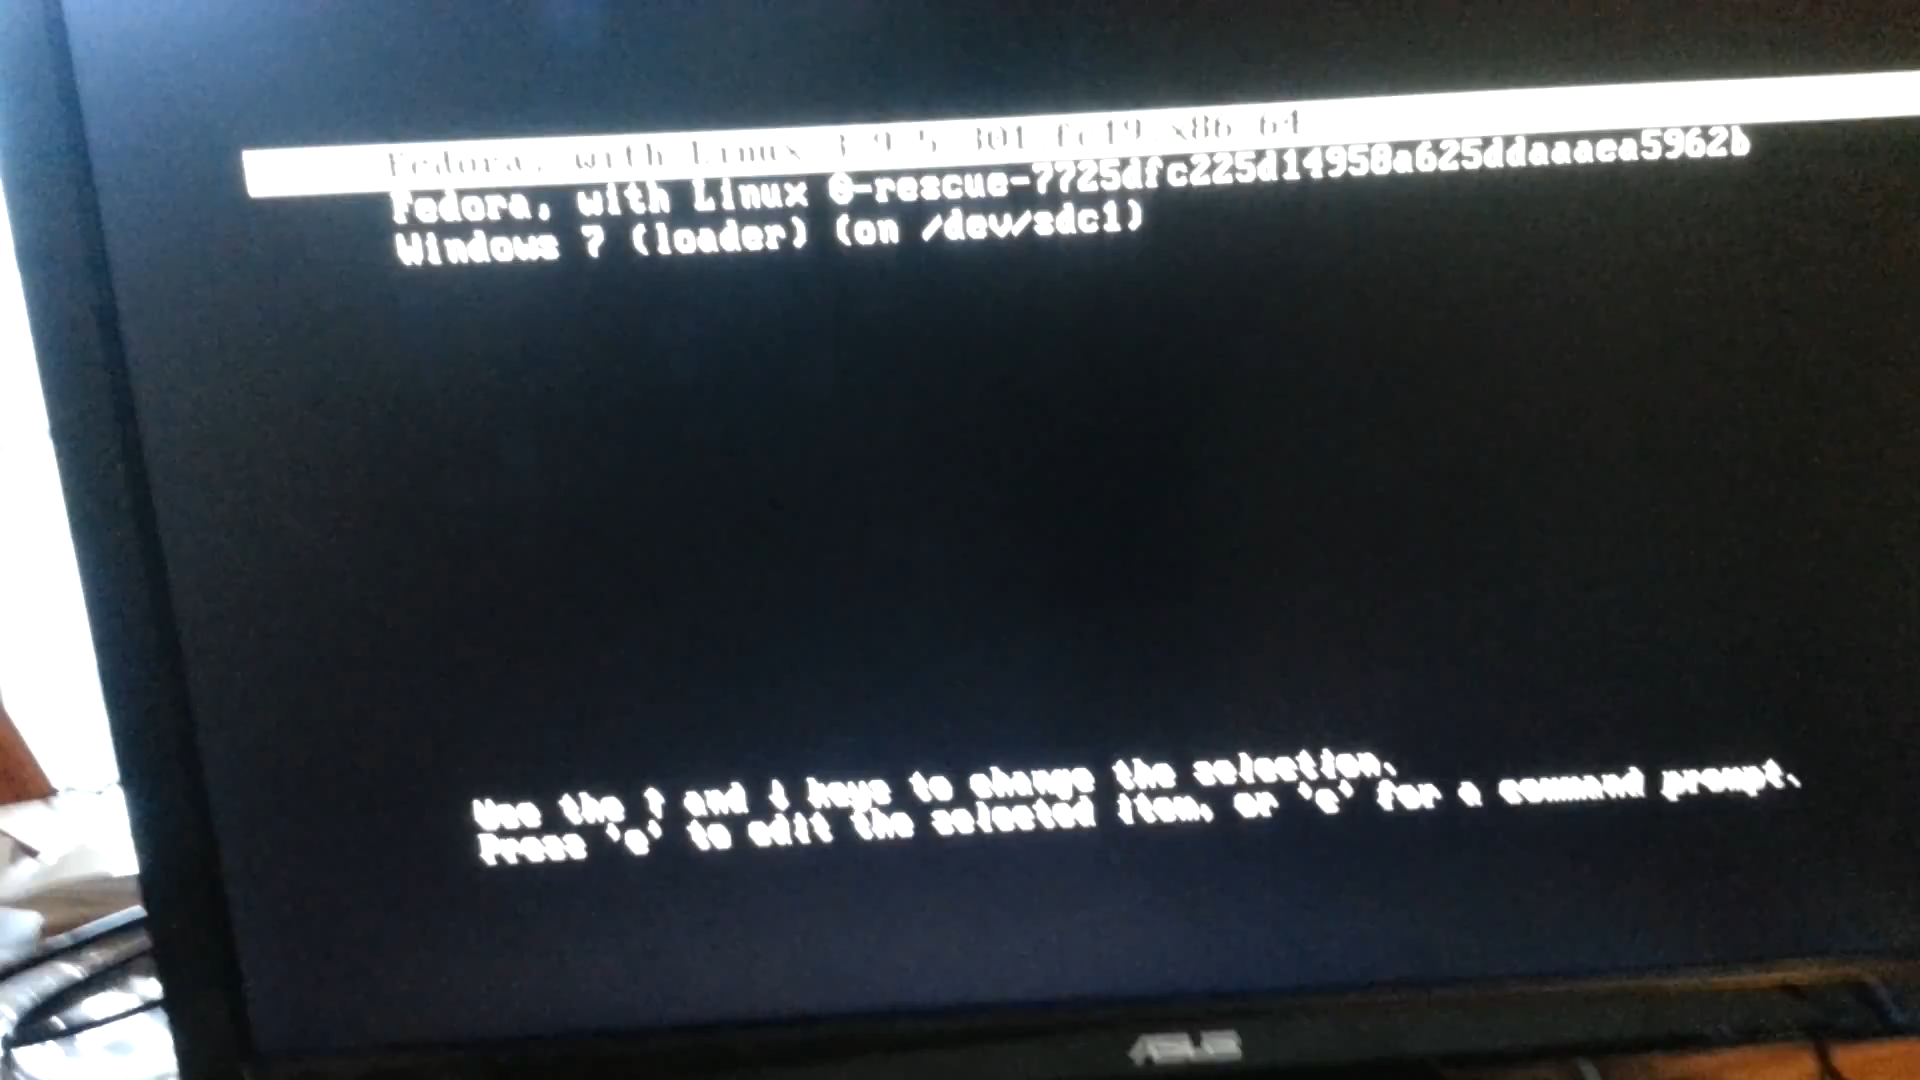 Fedora, with Linux 3.9.5-301.fc19.x86_64
Fedora, with Linux 0-rescue-7725dfc225d14958a625ddaaaea5962b
Windows 7 (loader) (on /dev/sdc1)
Use the ↑ and ↓ keys to change the selection.
Press 'e' to edit the selected item, or 'c' for a command prompt.
ASUS